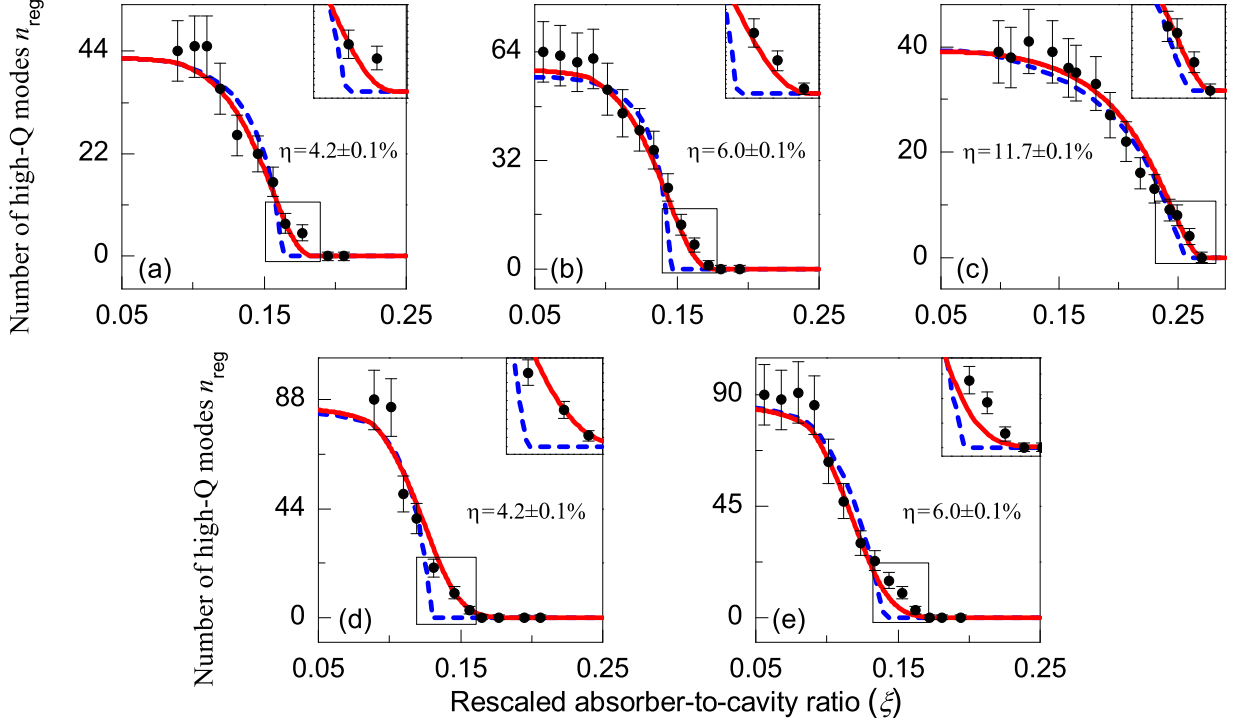 Number of high-Q modes n_reg
44
22
0
(a)
η=4.2±0.1%
0.05 0.15 0.25
64
32
0
(b)
η=6.0±0.1%
0.05 0.15 0.25
40
20
0
(c)
η=11.7±0.1%
0.05 0.15 0.25
Number of high-Q modes n_reg
88
44
0
(d)
η=4.2±0.1%
0.05 0.15 0.25
90
45
0
(e)
η=6.0±0.1%
0.05 0.15 0.25
Rescaled absorber-to-cavity ratio (ξ)